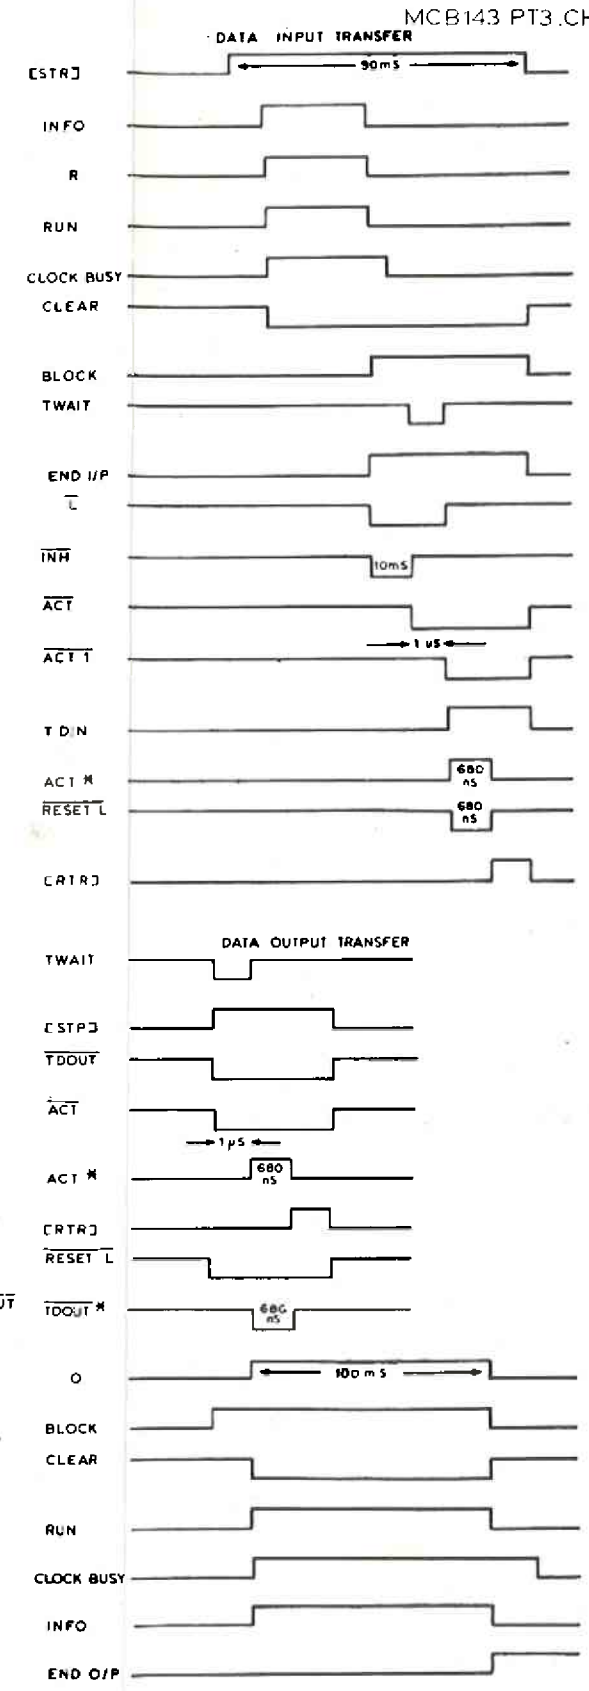 MCB143 PT3.CH
DATA INPUT TRANSFER
[STR]
90mS
INFO
R
RUN
CLOCK BUSY
CLEAR
BLOCK
TWAIT
END I/P
L
INH
10mS
ACT
1 uS
ACT 1
T DIN
ACT *
680 nS
RESET L
680 nS
[RTR]
DATA OUTPUT TRANSFER
TWAIT
[STP]
TDOUT
ACT
1 µS
ACT *
680 nS
[RTR]
RESET L
UT
TDOUT *
680 nS
O
100 mS
BLOCK
CLEAR
RUN
CLOCK BUSY
INFO
END O/P